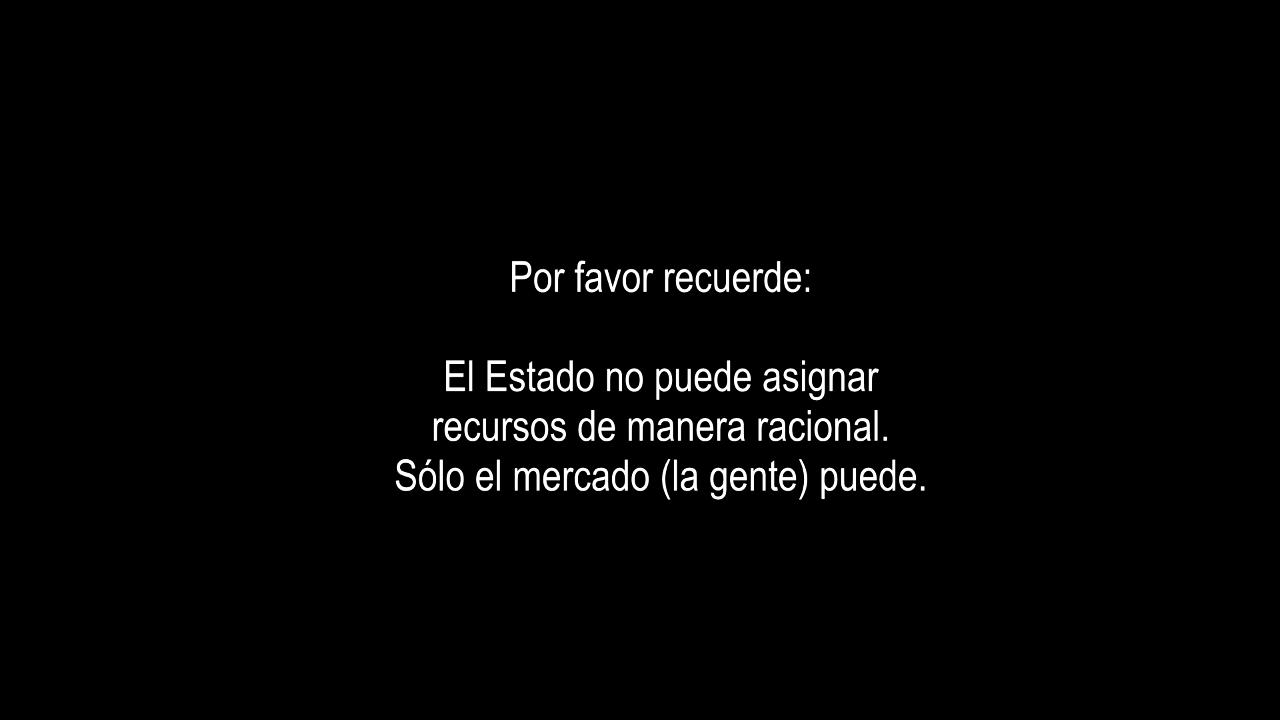 Por favor recuerde:
El Estado no puede asignar
recursos de manera racional.
Sólo el mercado (la gente) puede.